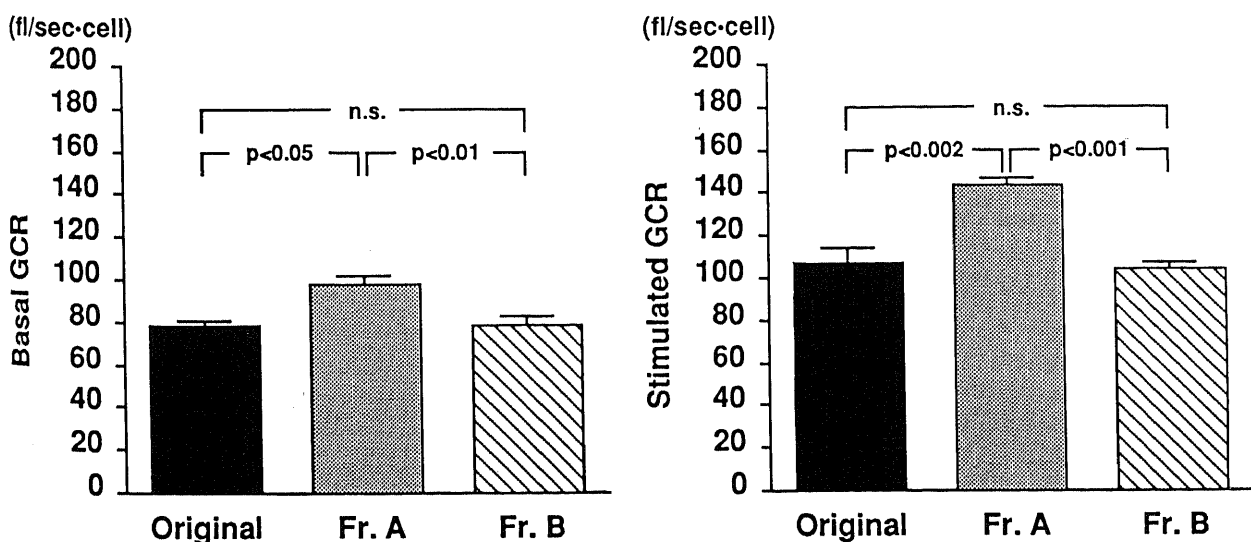 (fl/sec·cell)
Basal GCR
200
180
160
140
120
100
80
60
40
20
0
n.s.
p<0.05
p<0.01
Original
Fr. A
Fr. B
(fl/sec·cell)
Stimulated GCR
200
180
160
140
120
100
80
60
40
20
0
n.s.
p<0.002
p<0.001
Original
Fr. A
Fr. B